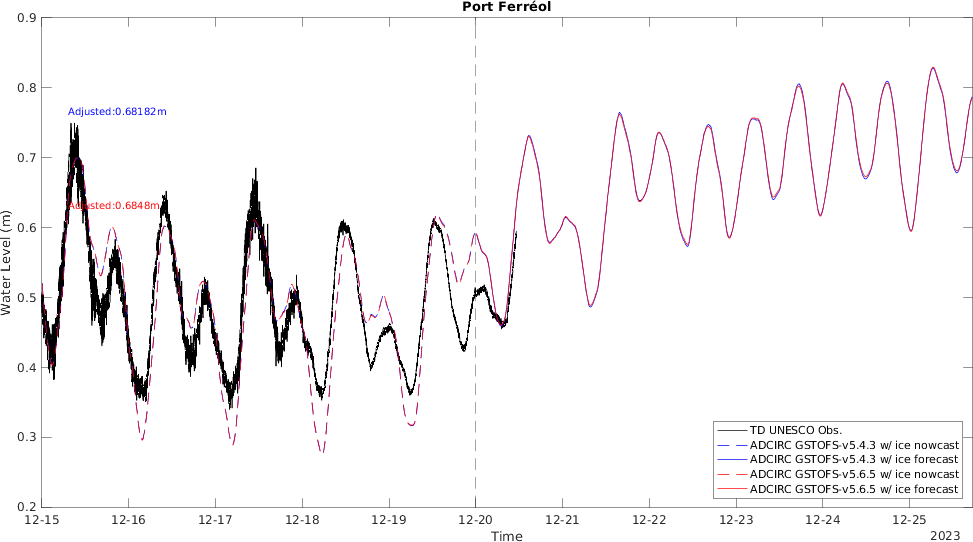 Port Ferréol
Water Level (m)
0.9
0.8
0.7
0.6
0.5
0.4
0.3
0.2
Adjusted:0.68182m
Adjusted:0.6848m
TD UNESCO Obs.
ADCIRC GSTOFS-v5.4.3 w/ ice nowcast
ADCIRC GSTOFS-v5.4.3 w/ ice forecast
ADCIRC GSTOFS-v5.6.5 w/ ice nowcast
ADCIRC GSTOFS-v5.6.5 w/ ice forecast
12-15 12-16 12-17 12-18 12-19 12-20 12-21 12-22 12-23 12-24 12-25
Time
2023